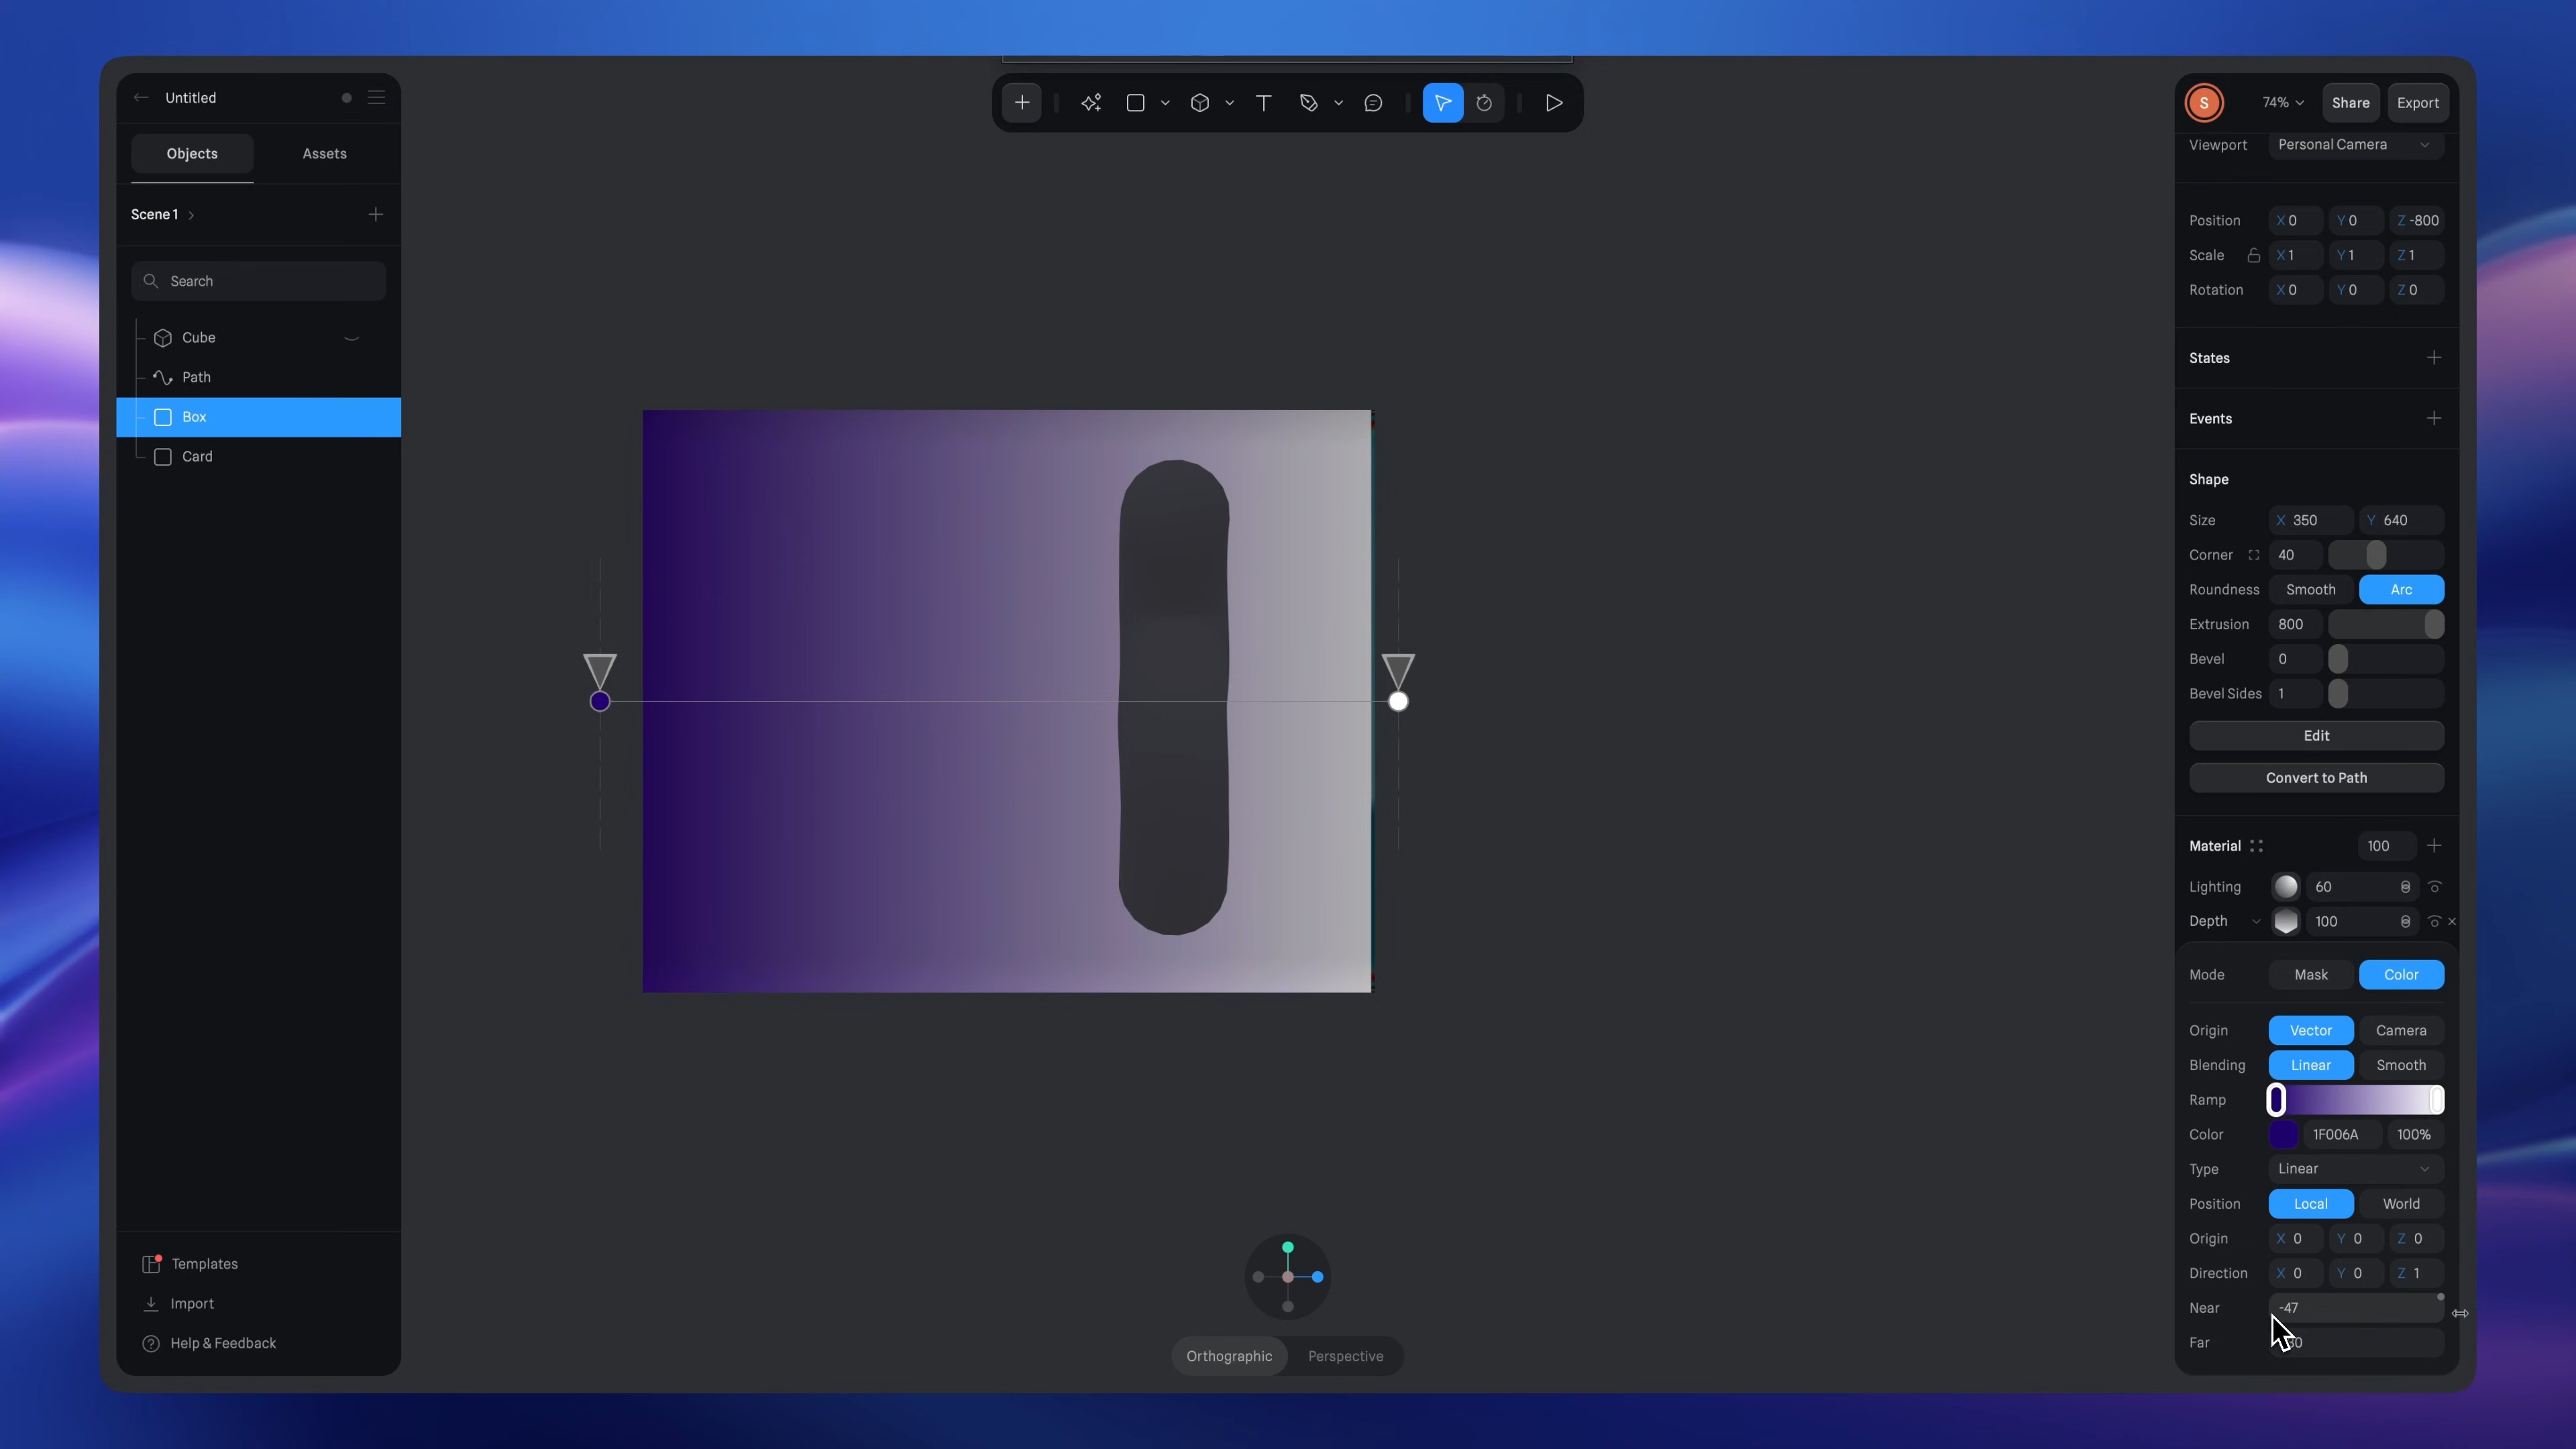 Untitled
Objects
Assets
Scene 1
Search
Cube
Path
Box
Card
Templates
Import
Help & Feedback
Orthographic
Perspective
S
74%
Share
Export
Viewport
Personal Camera
Position
X 0
Y 0
Z -800
Scale
X 1
Y 1
Z 1
Rotation
X 0
Y 0
Z 0
States
Events
Shape
Size
X 350
Y 640
Corner
40
Roundness
Smooth
Arc
Extrusion
800
Bevel
0
Bevel Sides
1
Edit
Convert to Path
Material
100
Lighting
60
Depth
100
Mode
Mask
Color
Origin
Vector
Camera
Blending
Linear
Smooth
Ramp
Color
1F006A
100%
Type
Linear
Position
Local
World
Origin
X 0
Y 0
Z 0
Direction
X 0
Y 0
Z 1
Near
-47
Far